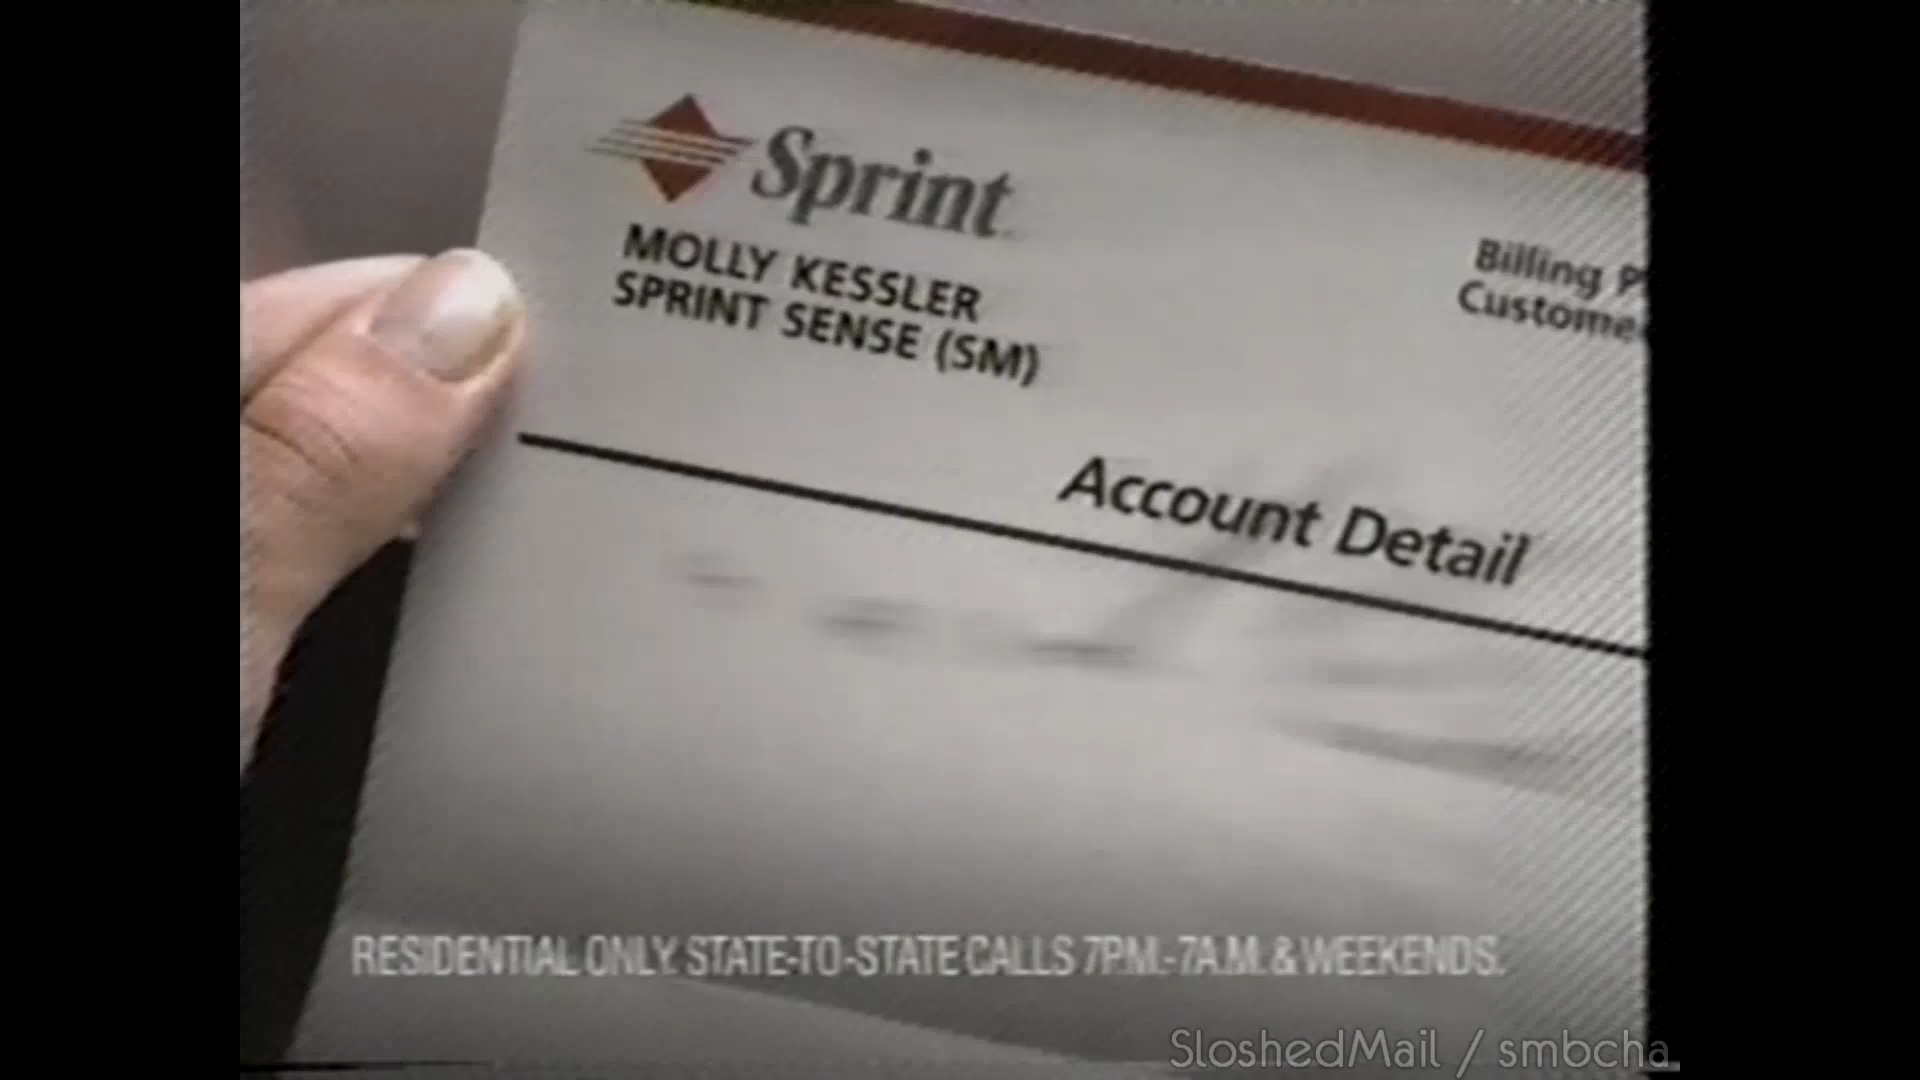 Sprint
MOLLY KESSLER
SPRINT SENSE (SM)
Billing P
Custome
Account Detail
RESIDENTIAL ONLY. STATE-TO-STATE CALLS 7P.M.-7A.M. & WEEKENDS.
SloshedMail / smbcha